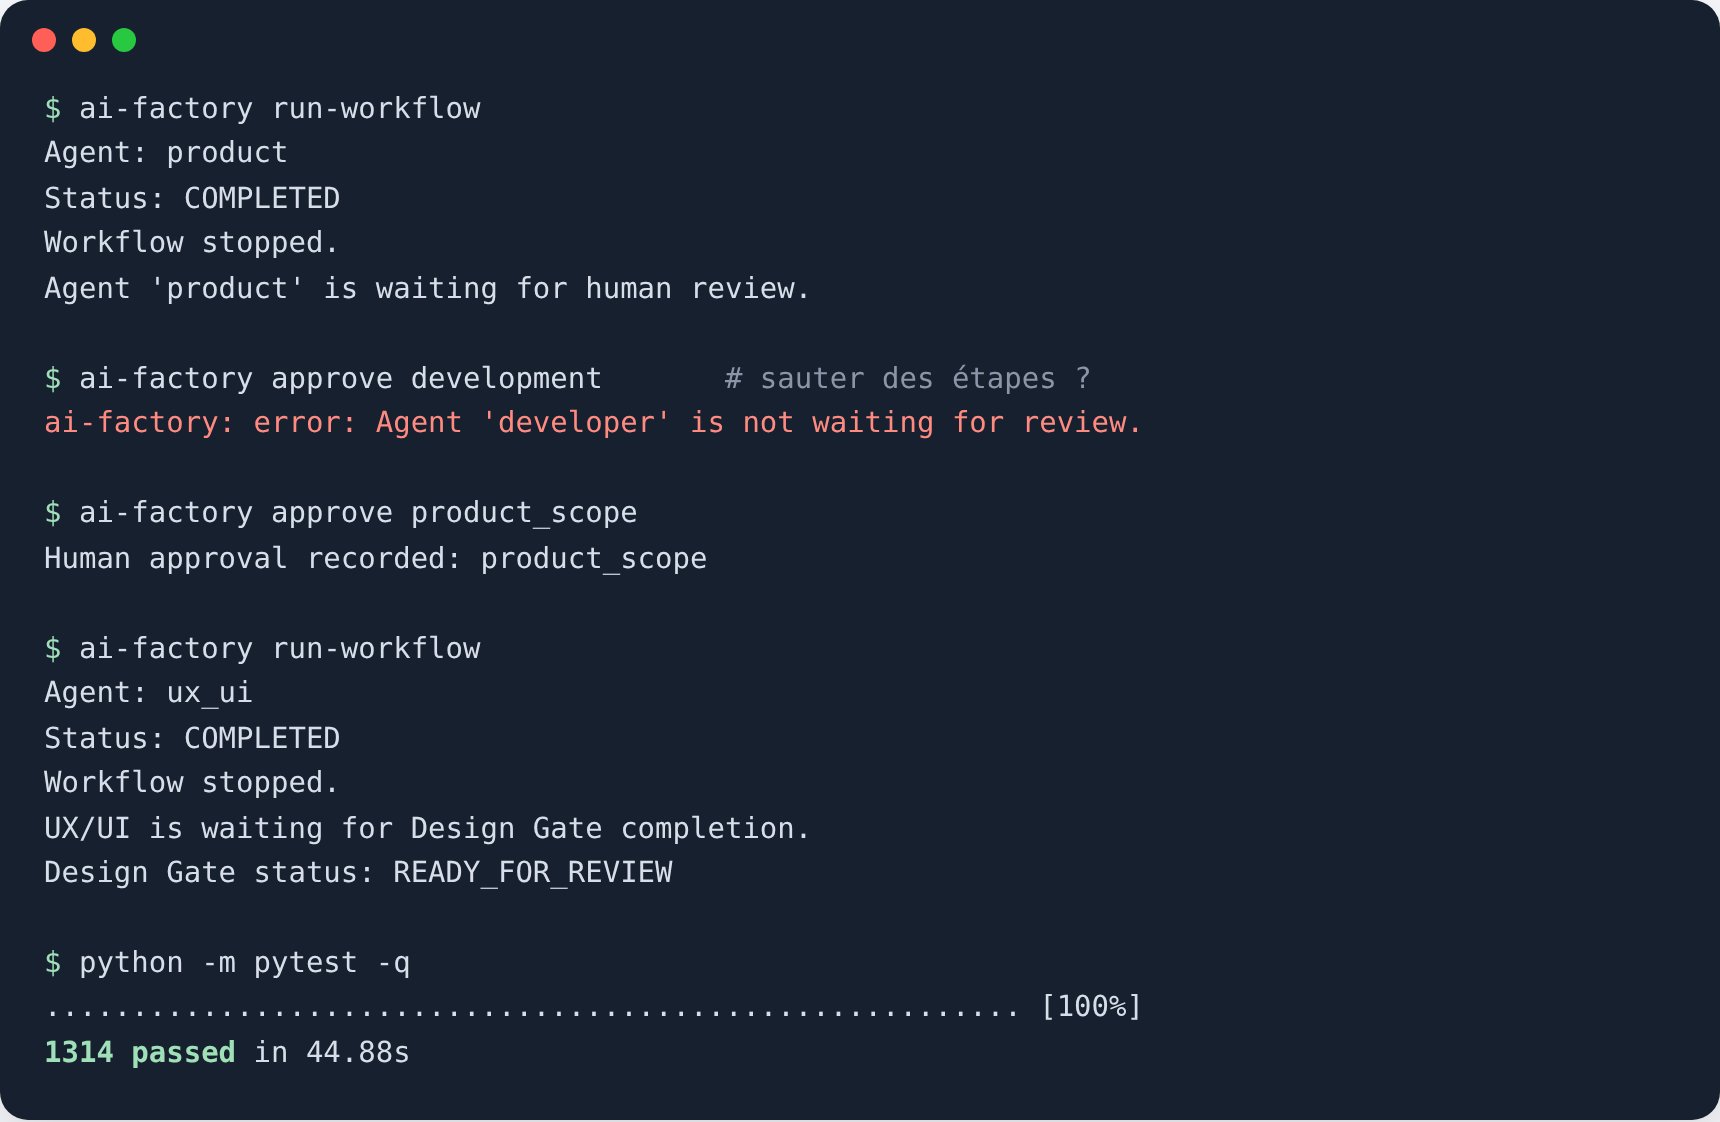 $ ai-factory run-workflow
Agent: product
Status: COMPLETED
Workflow stopped.
Agent 'product' is waiting for human review.
$ ai-factory approve development       # sauter des étapes ?
ai-factory: error: Agent 'developer' is not waiting for review.
$ ai-factory approve product_scope
Human approval recorded: product_scope
$ ai-factory run-workflow
Agent: ux_ui
Status: COMPLETED
Workflow stopped.
UX/UI is waiting for Design Gate completion.
Design Gate status: READY_FOR_REVIEW
$ python -m pytest -q
........................................................ [100%]
1314 passed in 44.88s